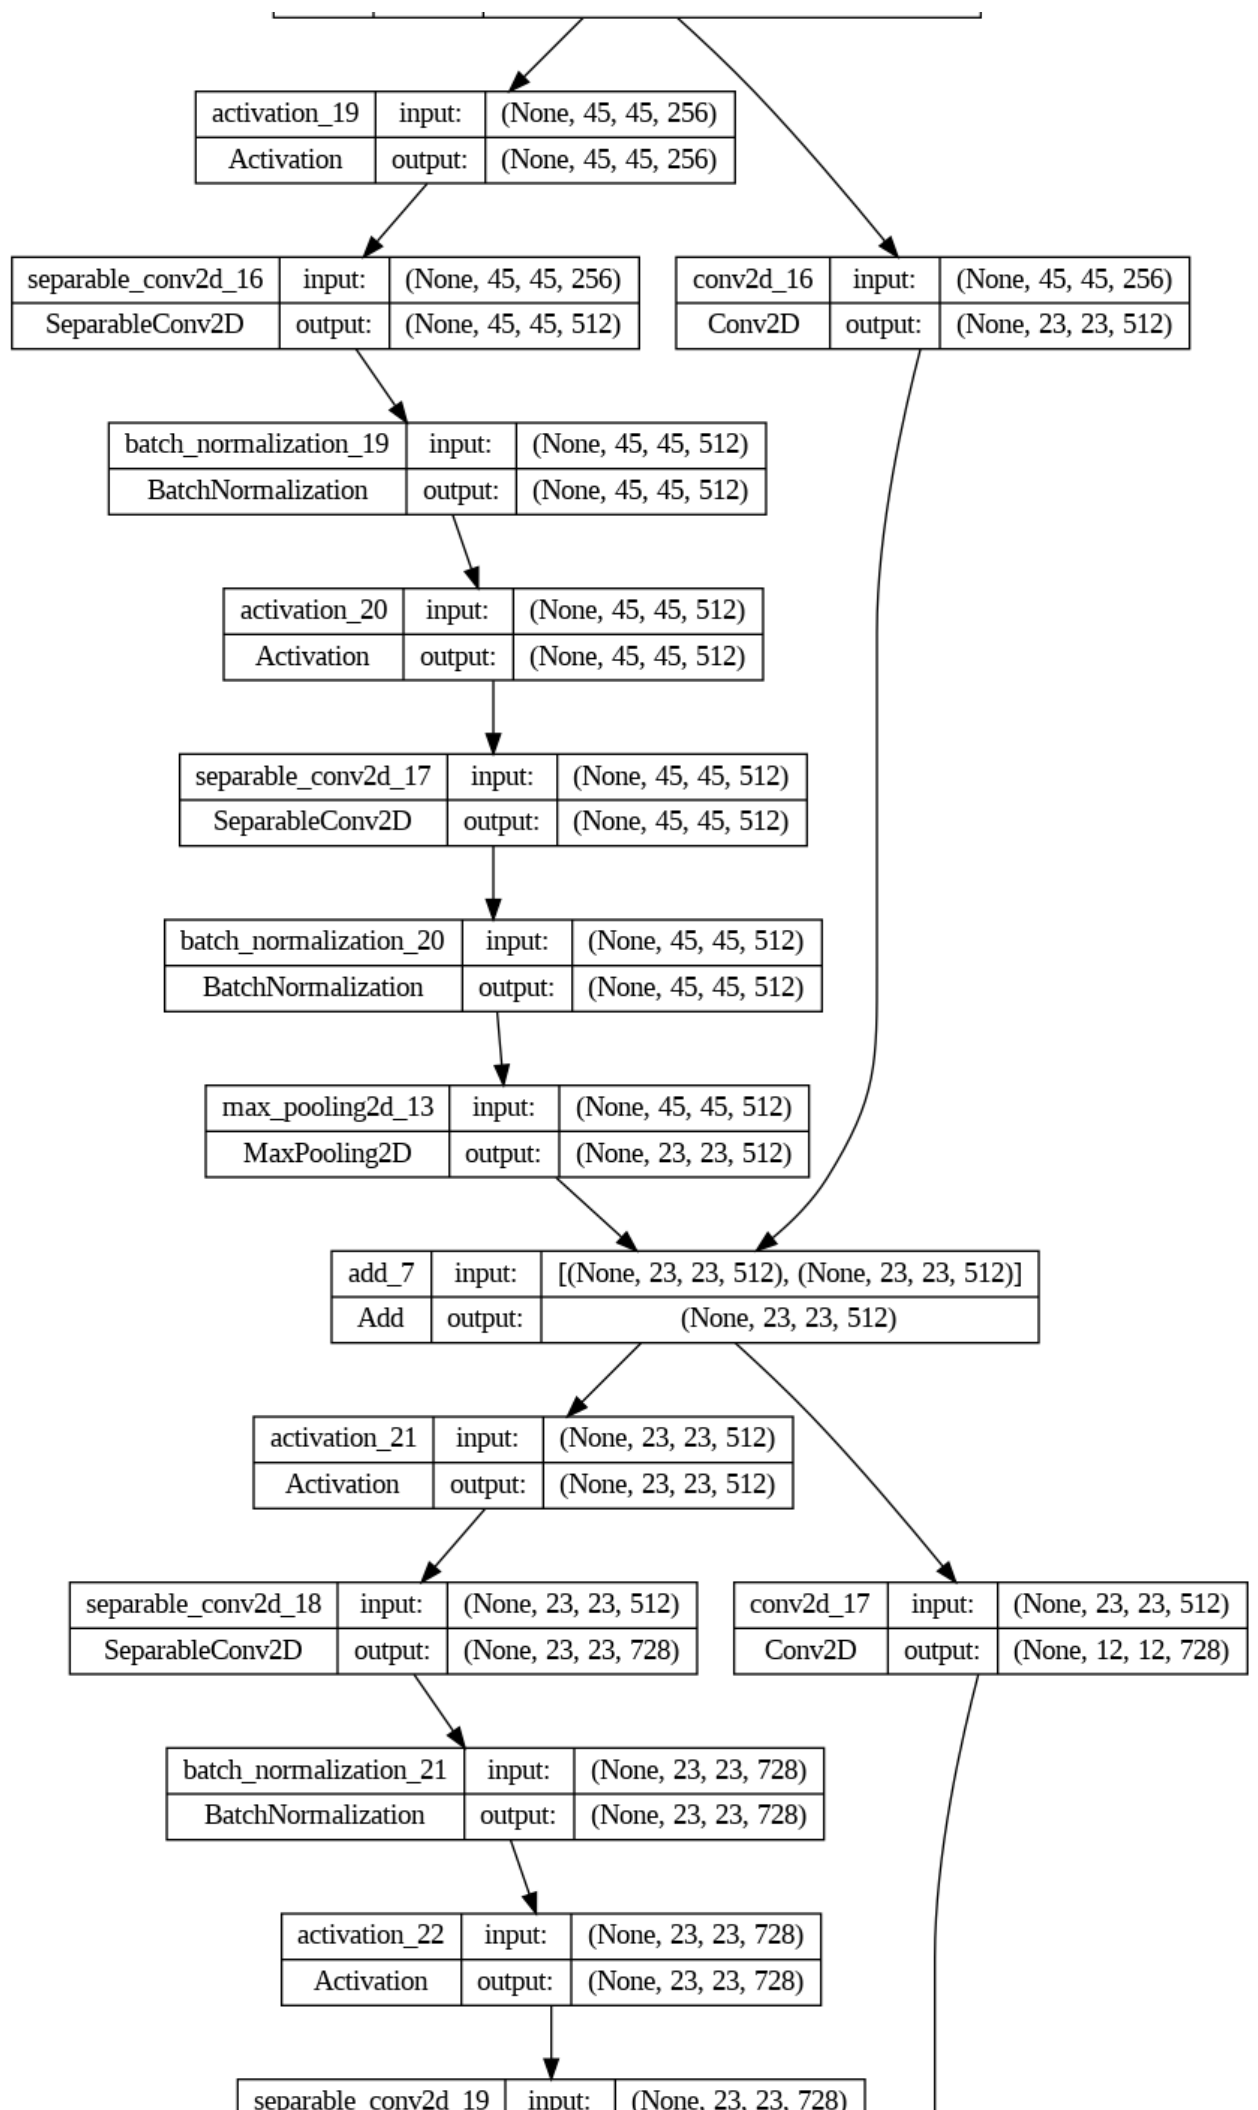 activation_19 input: (None, 45, 45, 256)
Activation output: (None, 45, 45, 256)
separable_conv2d_16 input: (None, 45, 45, 256)
SeparableConv2D output: (None, 45, 45, 512)
conv2d_16 input: (None, 45, 45, 256)
Conv2D output: (None, 23, 23, 512)
batch_normalization_19 input: (None, 45, 45, 512)
BatchNormalization output: (None, 45, 45, 512)
activation_20 input: (None, 45, 45, 512)
Activation output: (None, 45, 45, 512)
separable_conv2d_17 input: (None, 45, 45, 512)
SeparableConv2D output: (None, 45, 45, 512)
batch_normalization_20 input: (None, 45, 45, 512)
BatchNormalization output: (None, 45, 45, 512)
max_pooling2d_13 input: (None, 45, 45, 512)
MaxPooling2D output: (None, 23, 23, 512)
add_7 input: [(None, 23, 23, 512), (None, 23, 23, 512)]
Add output: (None, 23, 23, 512)
activation_21 input: (None, 23, 23, 512)
Activation output: (None, 23, 23, 512)
separable_conv2d_18 input: (None, 23, 23, 512)
SeparableConv2D output: (None, 23, 23, 728)
conv2d_17 input: (None, 23, 23, 512)
Conv2D output: (None, 12, 12, 728)
batch_normalization_21 input: (None, 23, 23, 728)
BatchNormalization output: (None, 23, 23, 728)
activation_22 input: (None, 23, 23, 728)
Activation output: (None, 23, 23, 728)
separable_conv2d_19 input: (None, 23, 23, 728)